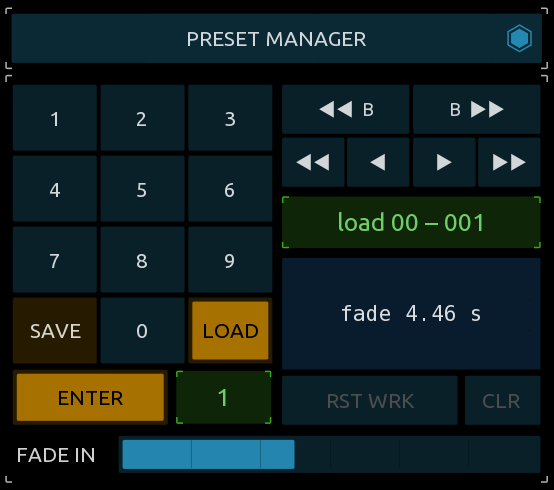 PRESET MANAGER
1 2 3 ◀◀ B B ▶▶
4 5 6 ◀◀ ◀ ▶ ▶▶
load 00 – 001
7 8 9
fade 4.46 s
SAVE 0 LOAD
ENTER 1 RST WRK CLR
FADE IN